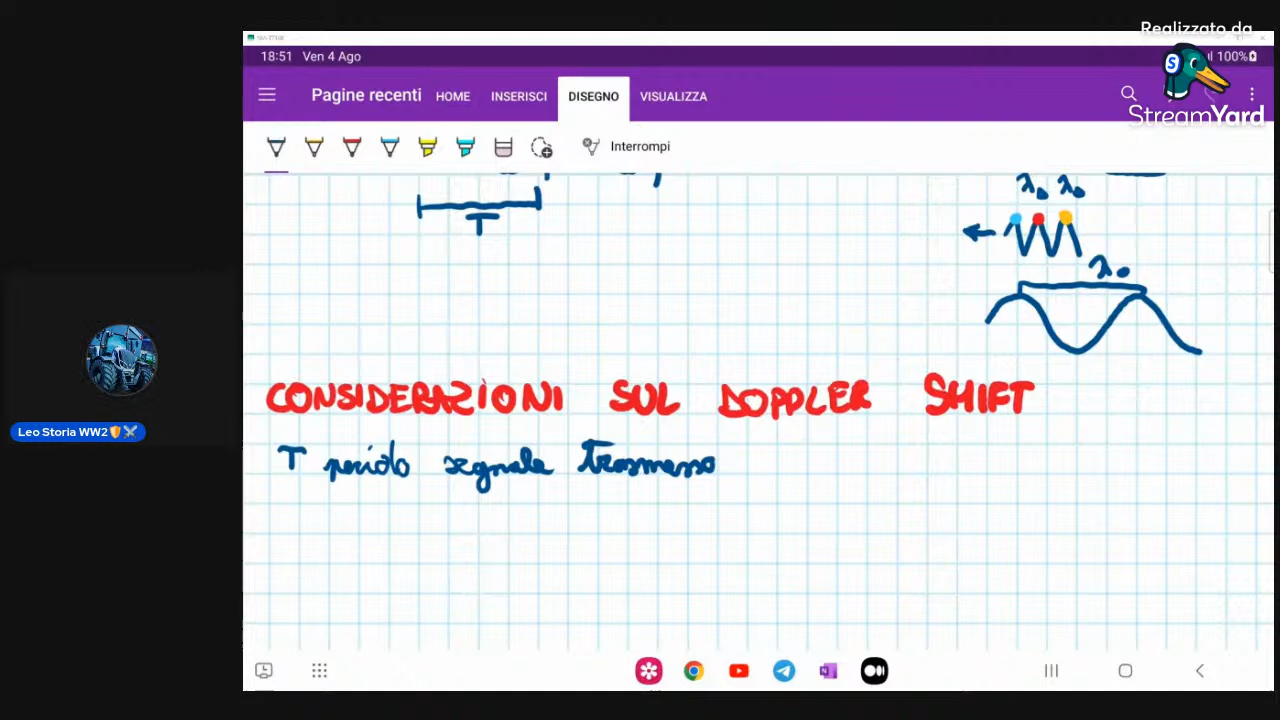 Realizzato da
StreamYard
18:51 Ven 4 Ago
100%
Pagine recenti HOME INSERISCI DISEGNO VISUALIZZA
Interrompi
λ₀ λ₀
T
λ₀
CONSIDERAZIONI SUL DOPPLER SHIFT
T periodo segnale trasmesso
Leo Storia WW2🛡️⚔️